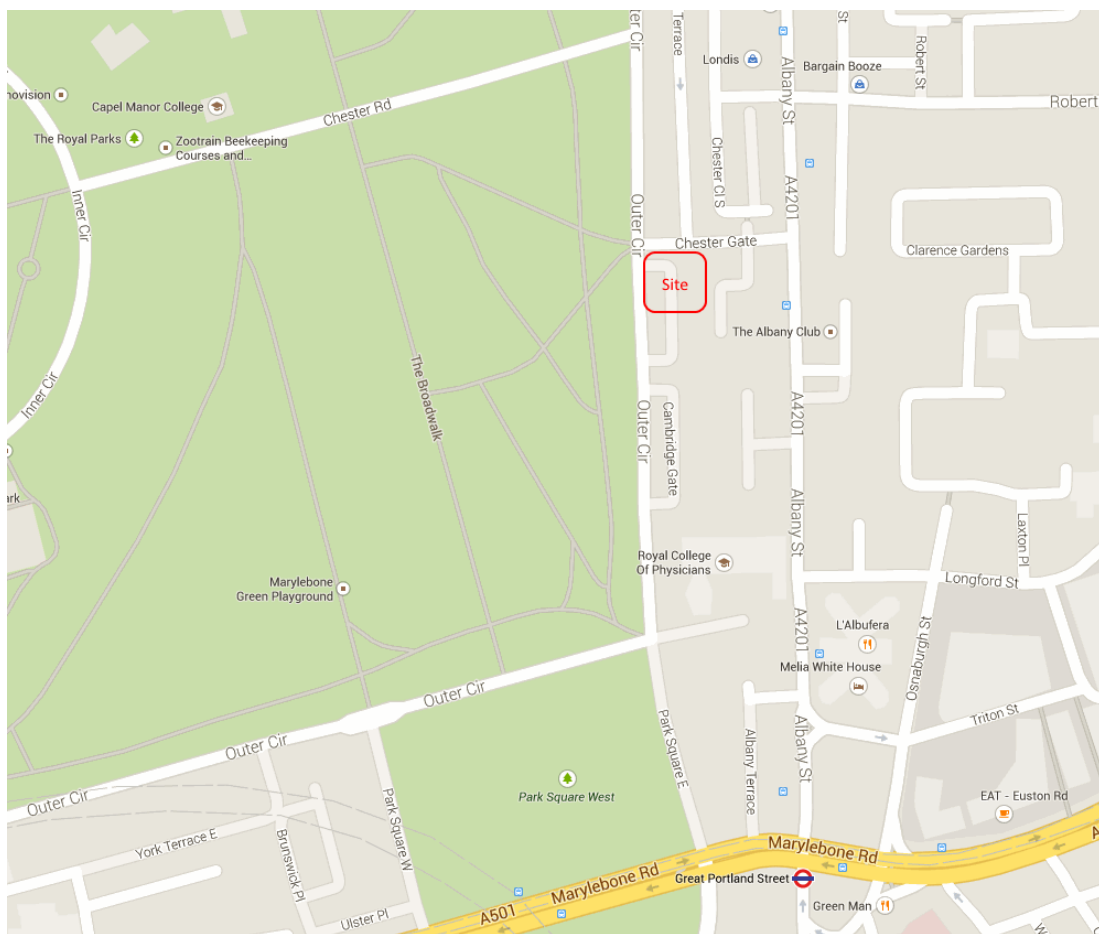 ter Cir
Terrace
St
Londis
Albany St
Bargain Booze
Robert St
Robert
novision
Capel Manor College
Chester Rd
The Royal Parks
Zootrain Beekeeping
Courses and...
Inner Cir
Chester Cl S
A4201
Outer Cir
Chester Gate
Clarence Gardens
Site
The Albany Club
The Broadwalk
Inner Cir
Outer Cir
Cambridge Gate
A4201
ark
Albany St
Laxton Pl
Royal College
Of Physicians
Longford St
Marylebone
Green Playground
A4201
L'Albufera
Osnaburgh St
Melia White House
Outer Cir
Park Square E
Triton St
Outer Cir
Albany Terrace
Albany St
Park Square West
EAT - Euston Rd
Outer Cir
Park Square W
York Terrace E
Brunswick Pl
Marylebone Rd
A
Great Portland Street
Marylebone Rd
A501
Ulster Pl
Green Man
W